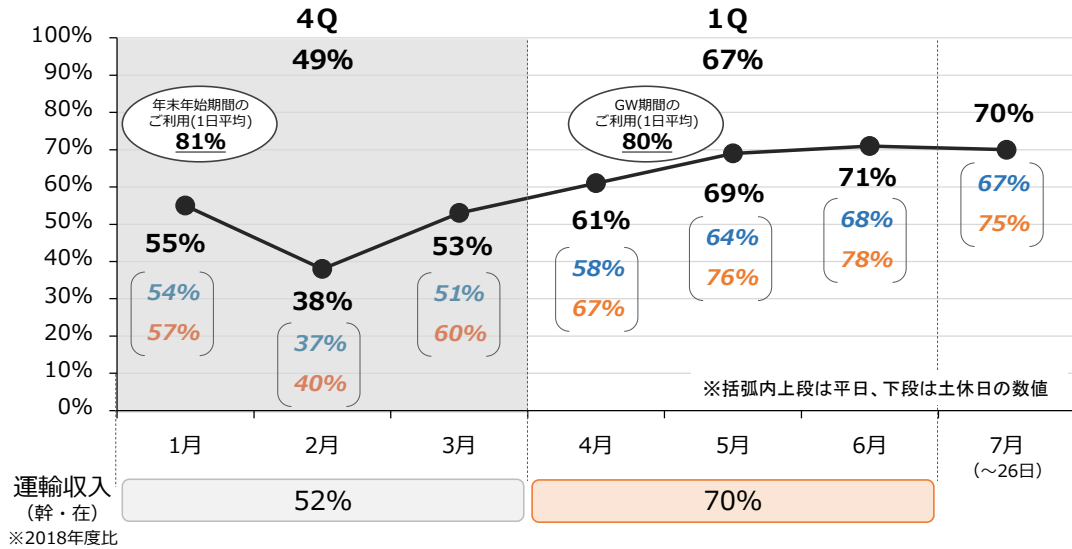 4Q
1Q
100%
90%
80%
70%
60%
50%
40%
30%
20%
10%
0%
49%
67%
年末年始期間の
ご利用(1日平均)
81%
GW期間の
ご利用(1日平均)
80%
55%
54%
57%
38%
37%
40%
53%
51%
60%
61%
58%
67%
69%
64%
76%
71%
68%
78%
70%
67%
75%
※括弧内上段は平日、下段は土休日の数値
1月
2月
3月
4月
5月
6月
7月
(～26日)
運輸収入
(幹・在)
※2018年度比
52%
70%